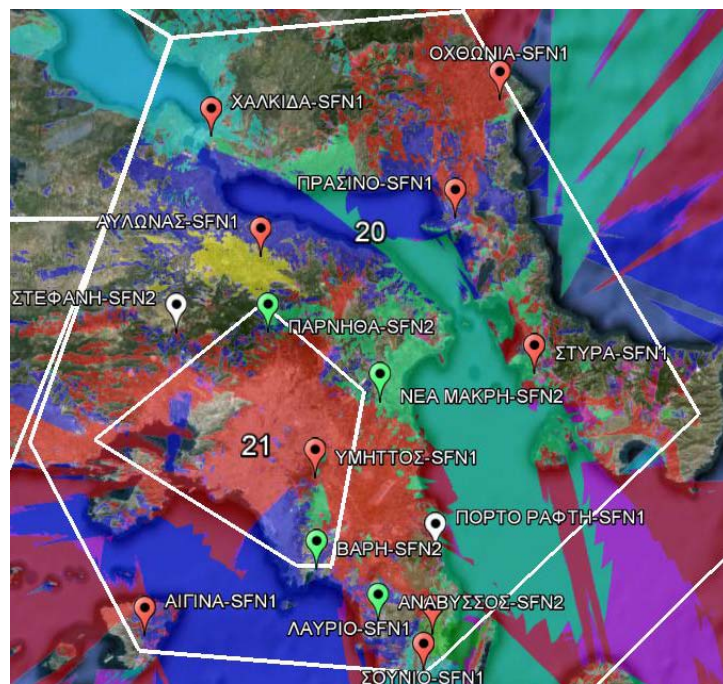 ΟΧΘΩΝΙΑ-SFN1
ΧΑΛΚΙΔΑ-SFN1
ΠΡΑΣΙΝΟ-SFN1
ΑΥΛΩΝΑΣ-SFN1
20
ΣΤΕΦΑΝΗ-SFN2
ΠΑΡΝΗΘΑ-SFN2
ΣΤΥΡΑ-SFN1
ΝΕΑ ΜΑΚΡΗ-SFN2
21
ΥΜΗΤΤΟΣ-SFN1
ΠΟΡΤΟ ΡΑΦΤΗ-SFN1
ΒΑΡΗ-SFN2
ΑΙΓΙΝΑ-SFN1
ΑΝΑΒΥΣΣΟΣ-SFN2
ΛΑΥΡΙΟ-SFN1
ΣΟΥΝΙΟ-SFN1